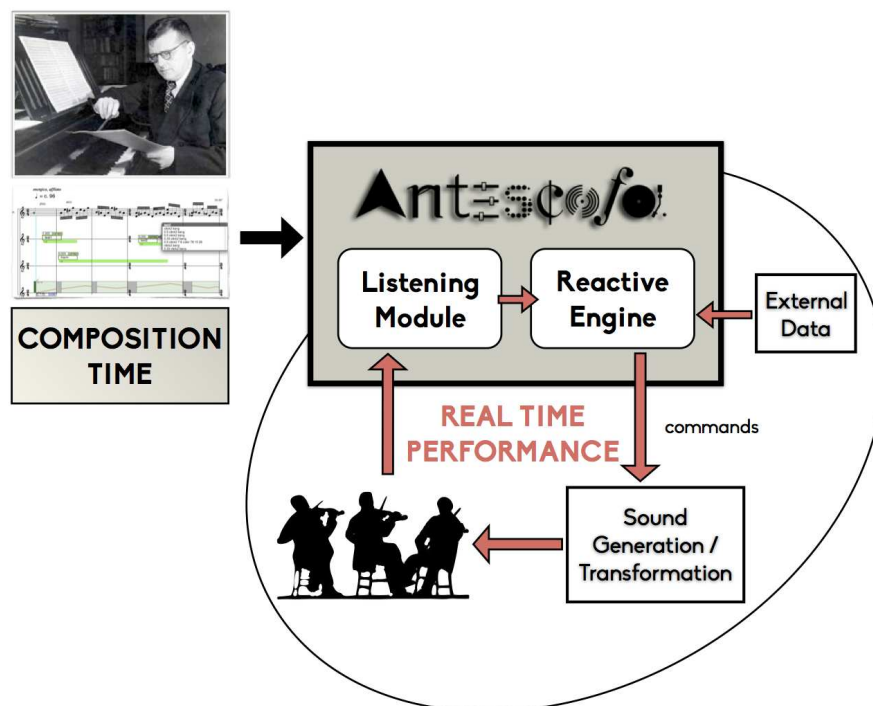 COMPOSITION
TIME
Antescofo
Listening
Module
Reactive
Engine
External
Data
REAL TIME
PERFORMANCE
commands
Sound
Generation /
Transformation